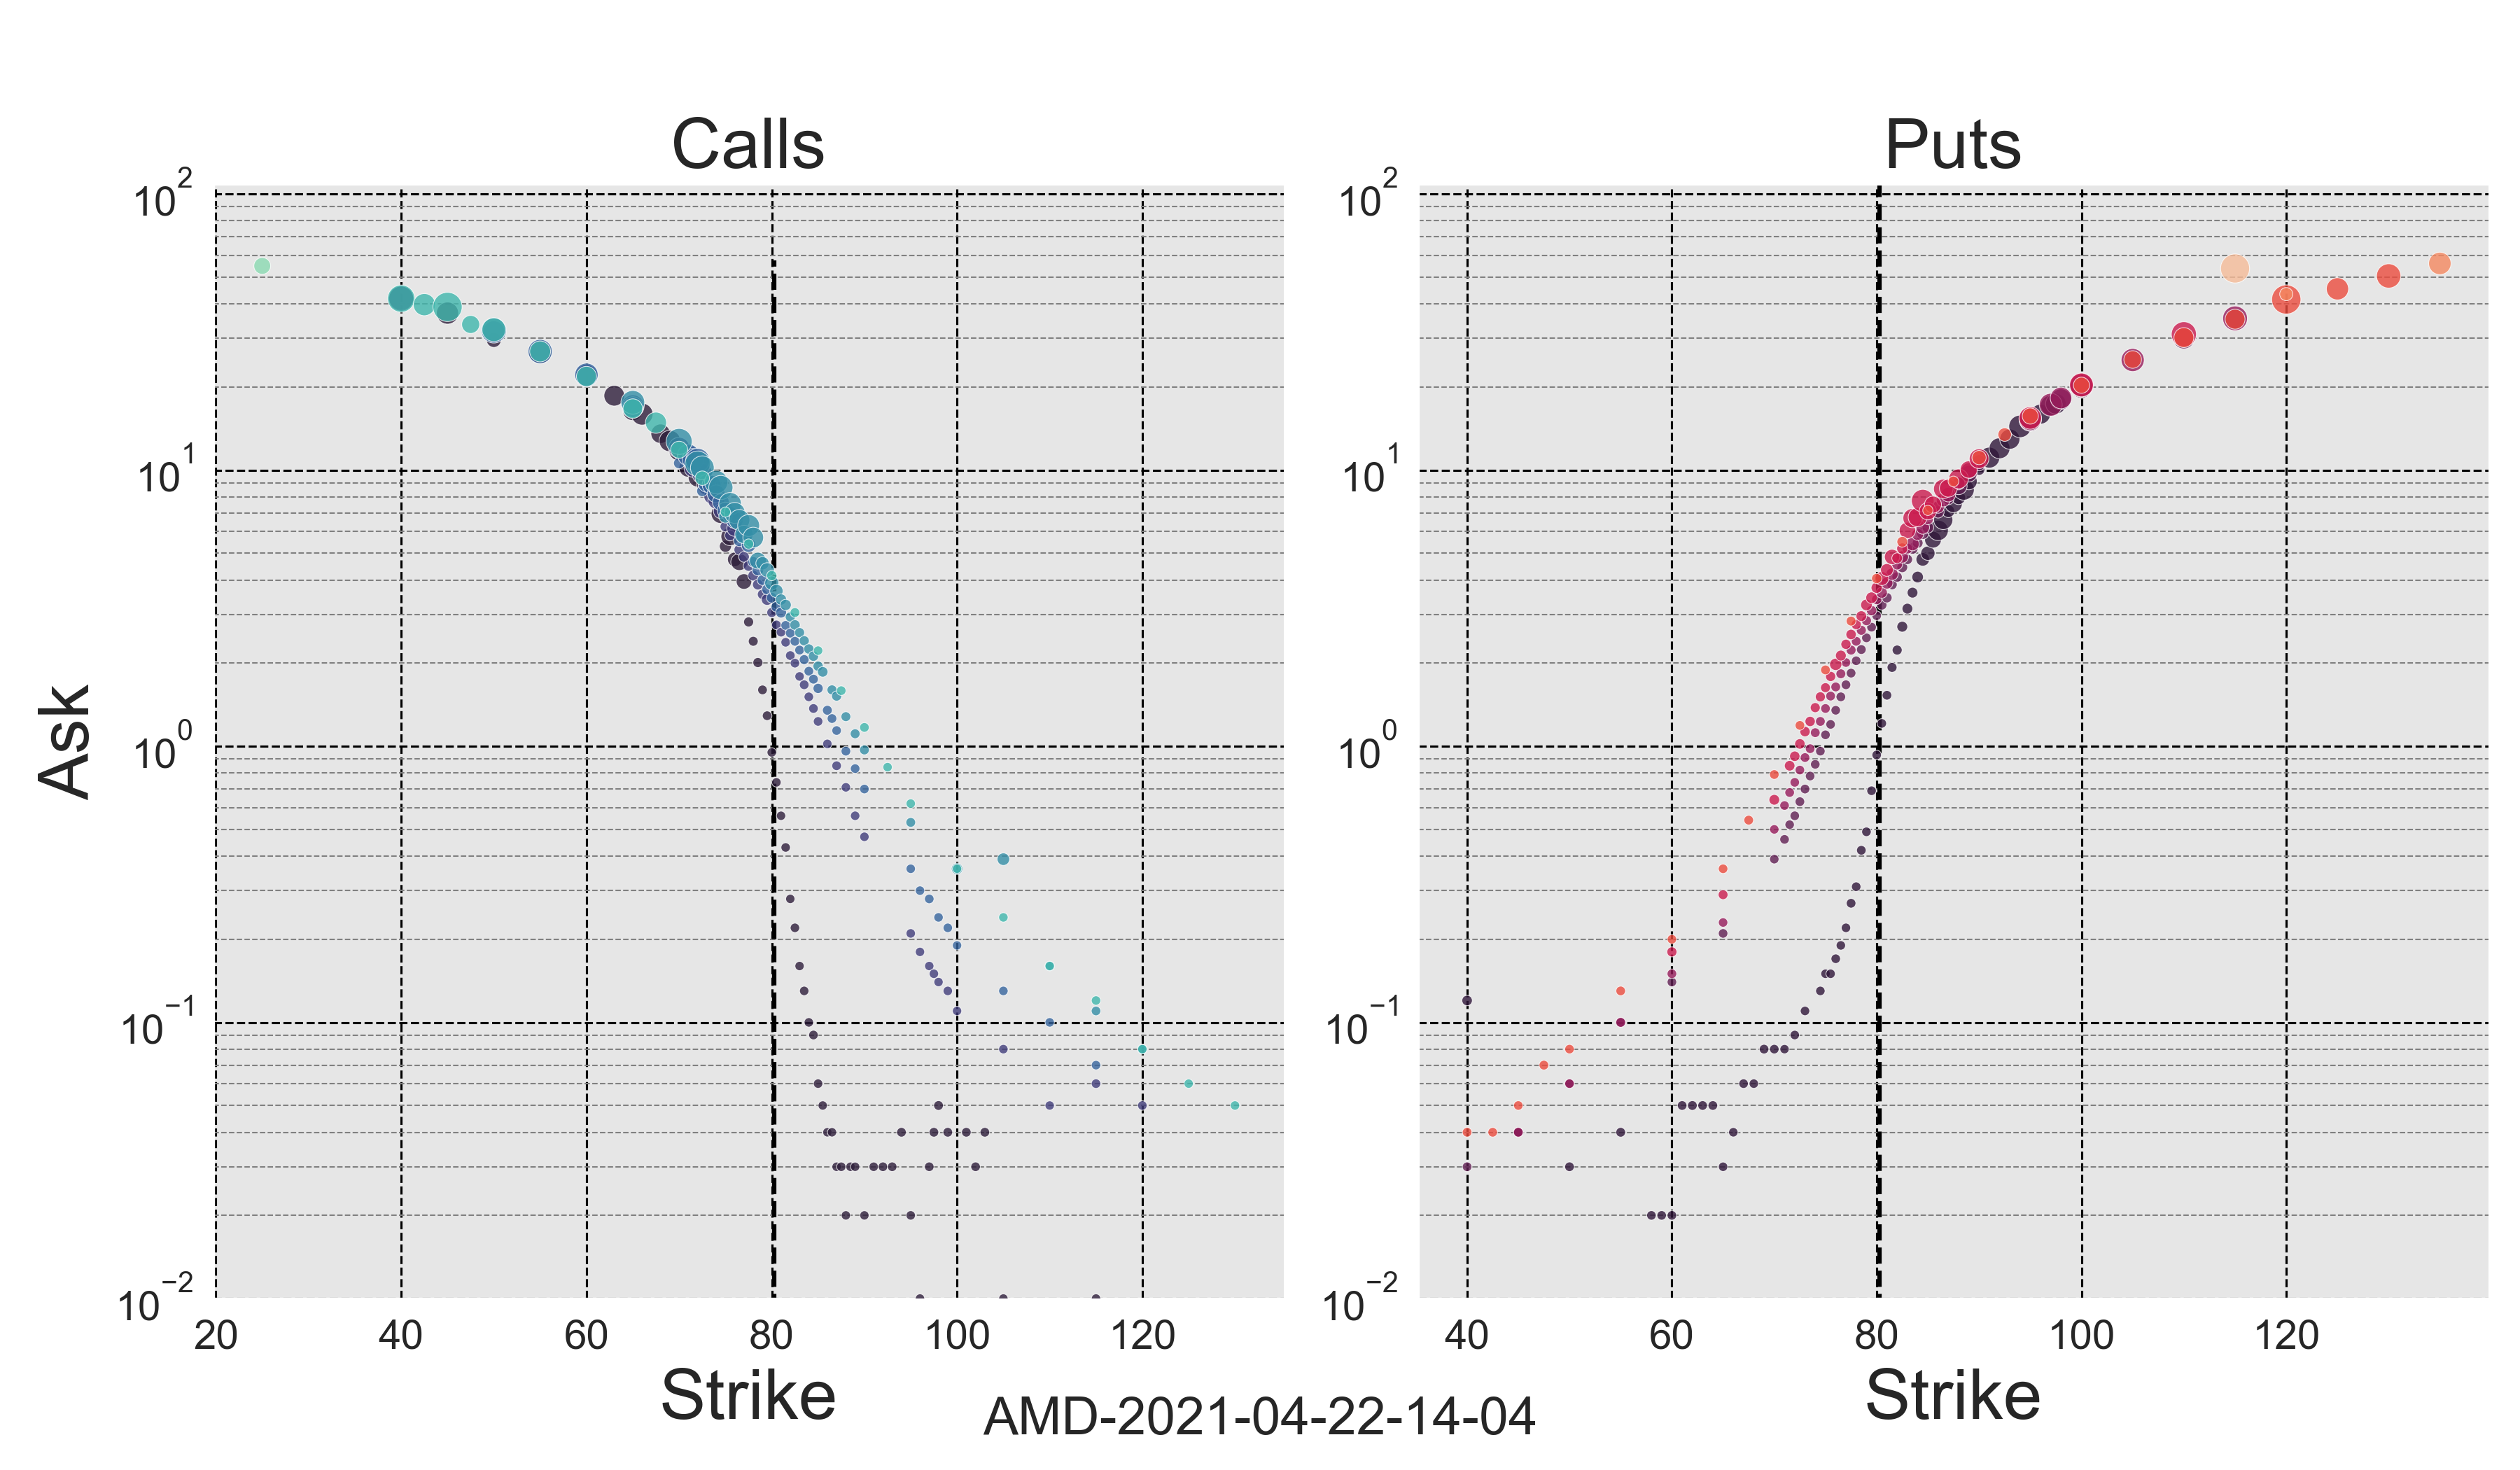 Calls Puts
10^2 10^2
10^1 10^1
Ask
10^0 10^0
10^−1 10^−1
10^−2 10^−2
20 40 60 80 100 120 40 60 80 100 120
Strike Strike
AMD-2021-04-22-14-04